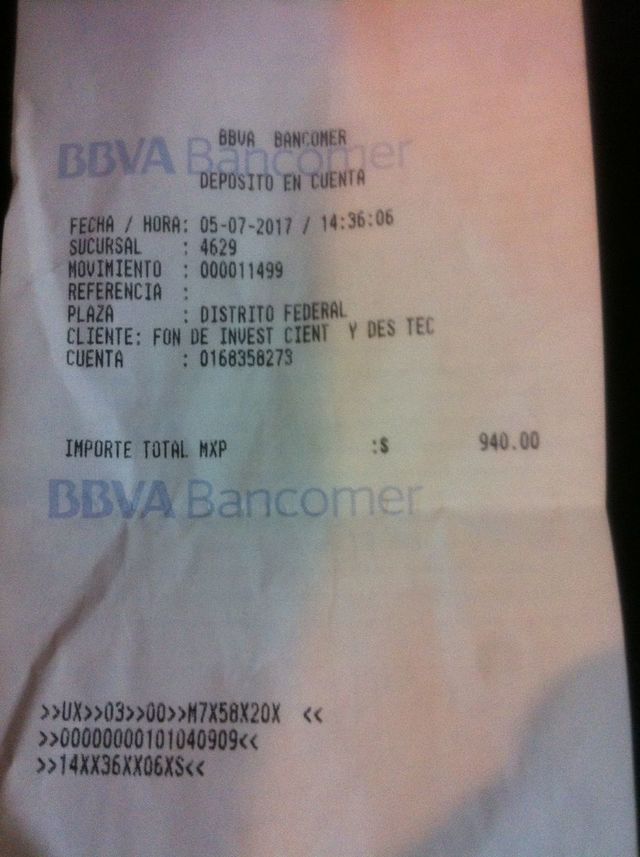 BBVA BANCOMER
BBVA Bancomer
DEPOSITO EN CUENTA
FECHA / HORA: 05-07-2017 / 14:36:06
SUCURSAL : 4629
MOVIMIENTO : 000011499
REFERENCIA :
PLAZA : DISTRITO FEDERAL
CLIENTE: FON DE INVEST CIENT Y DES TEC
CUENTA : 0168358273
IMPORTE TOTAL MXP :$ 940.00
BBVA Bancomer
>>UX>>03>>00>>M7X58X20X <<
>>00000000101040909<<
>>14XX36XX06XS<<